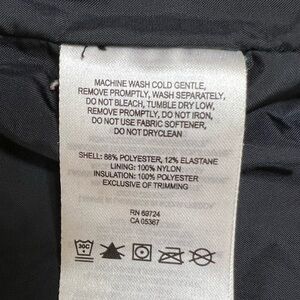 MACHINE WASH COLD GENTLE,
REMOVE PROMPTLY, WASH SEPARATELY,
DO NOT BLEACH, TUMBLE DRY LOW,
REMOVE PROMPTLY, DO NOT IRON,
DO NOT USE FABRIC SOFTENER,
DO NOT DRYCLEAN
SHELL: 88% POLYESTER, 12% ELASTANE
LINING: 100% NYLON
INSULATION: 100% POLYESTER
EXCLUSIVE OF TRIMMING
RN 69724
CA 05367
30C